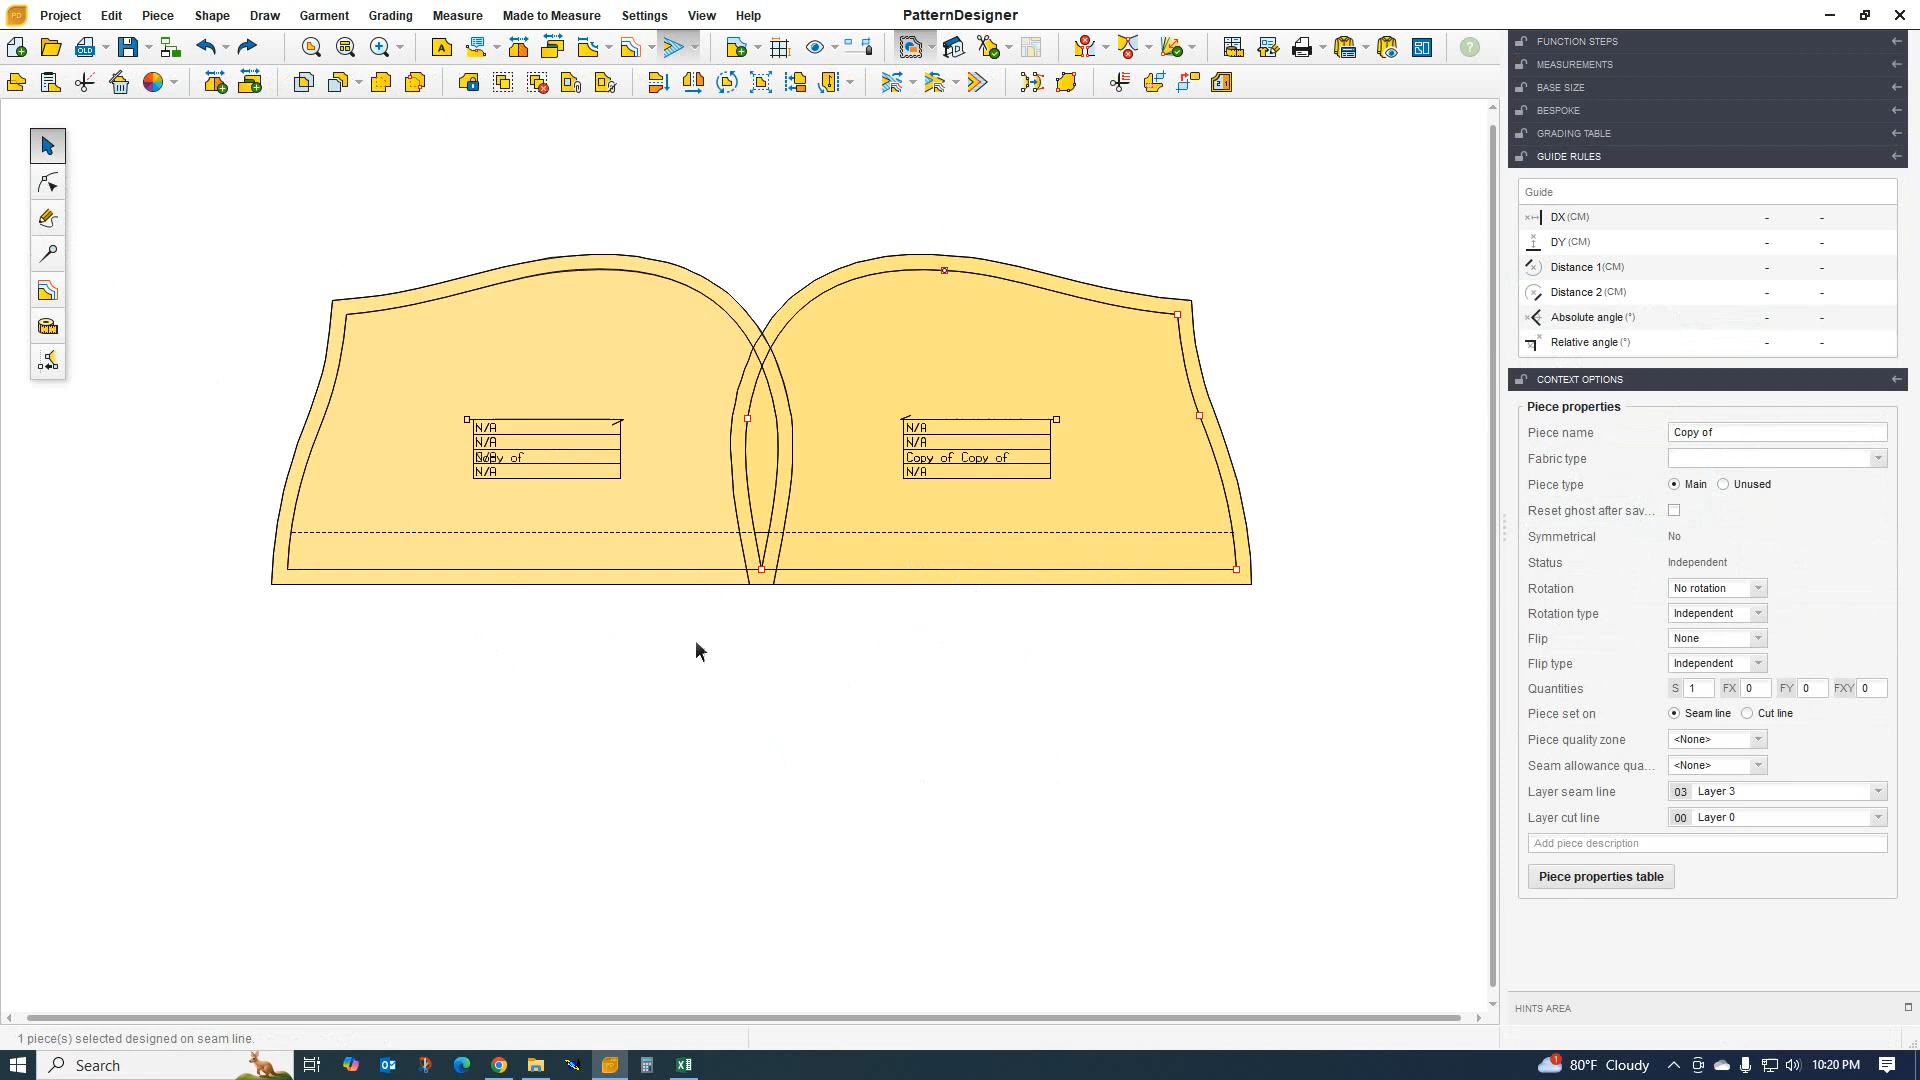 PD Project Edit Piece Shape Draw Garment Grading Measure Made to Measure Settings View Help PatternDesigner
FUNCTION STEPS
MEASUREMENTS
BASE SIZE
BESPOKE
GRADING TABLE
GUIDE RULES
Guide
DX (CM) - -
DY (CM) - -
Distance 1(CM) - -
Distance 2 (CM) - -
Absolute angle (°) - -
Relative angle (°) - -
CONTEXT OPTIONS
Piece properties
Piece name Copy of
Fabric type
Piece type Main Unused
Reset ghost after sav...
Symmetrical No
Status Independent
Rotation No rotation
Rotation type Independent
Flip None
Flip type Independent
Quantities S 1 FX 0 FY 0 FXY 0
Piece set on Seam line Cut line
Piece quality zone <None>
Seam allowance qua... <None>
Layer seam line 03 Layer 3
Layer cut line 00 Layer 0
Add piece description
Piece properties table
HINTS AREA
N/A
N/A
Copy of
N/A
N/A
N/A
Copy of Copy of
N/A
1 piece(s) selected designed on seam line.
Search
1 80°F Cloudy 10:20 PM